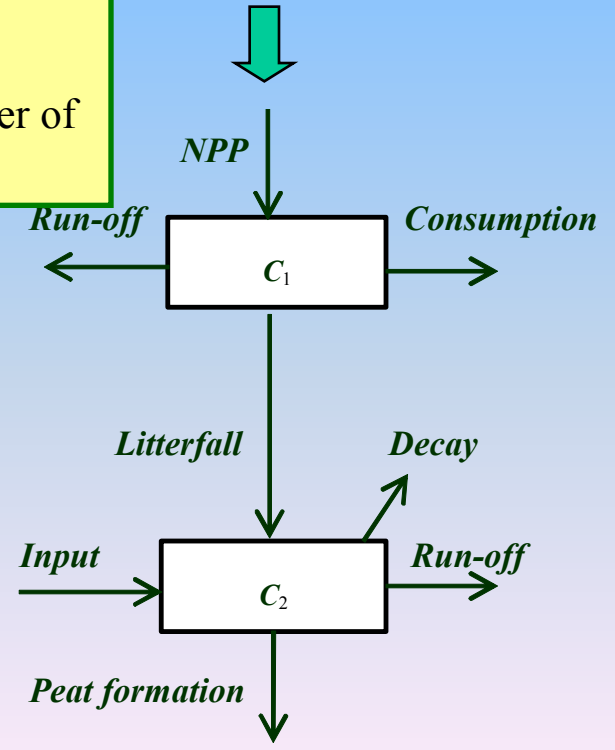 er of
NPP
Run-off
Consumption
C₁
Litterfall
Decay
Input
Run-off
C₂
Peat formation